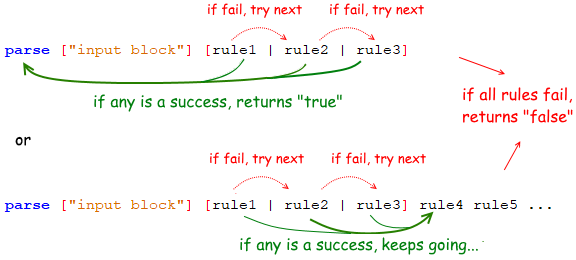 if fail, try next if fail, try next
parse ["input block"] [rule1 | rule2 | rule3]
if any is a success, returns "true"
if all rules fail,
returns "false"
or
if fail, try next if fail, try next
parse ["input block"] [rule1 | rule2 | rule3] rule4 rule5 ...
if any is a success, keeps going...